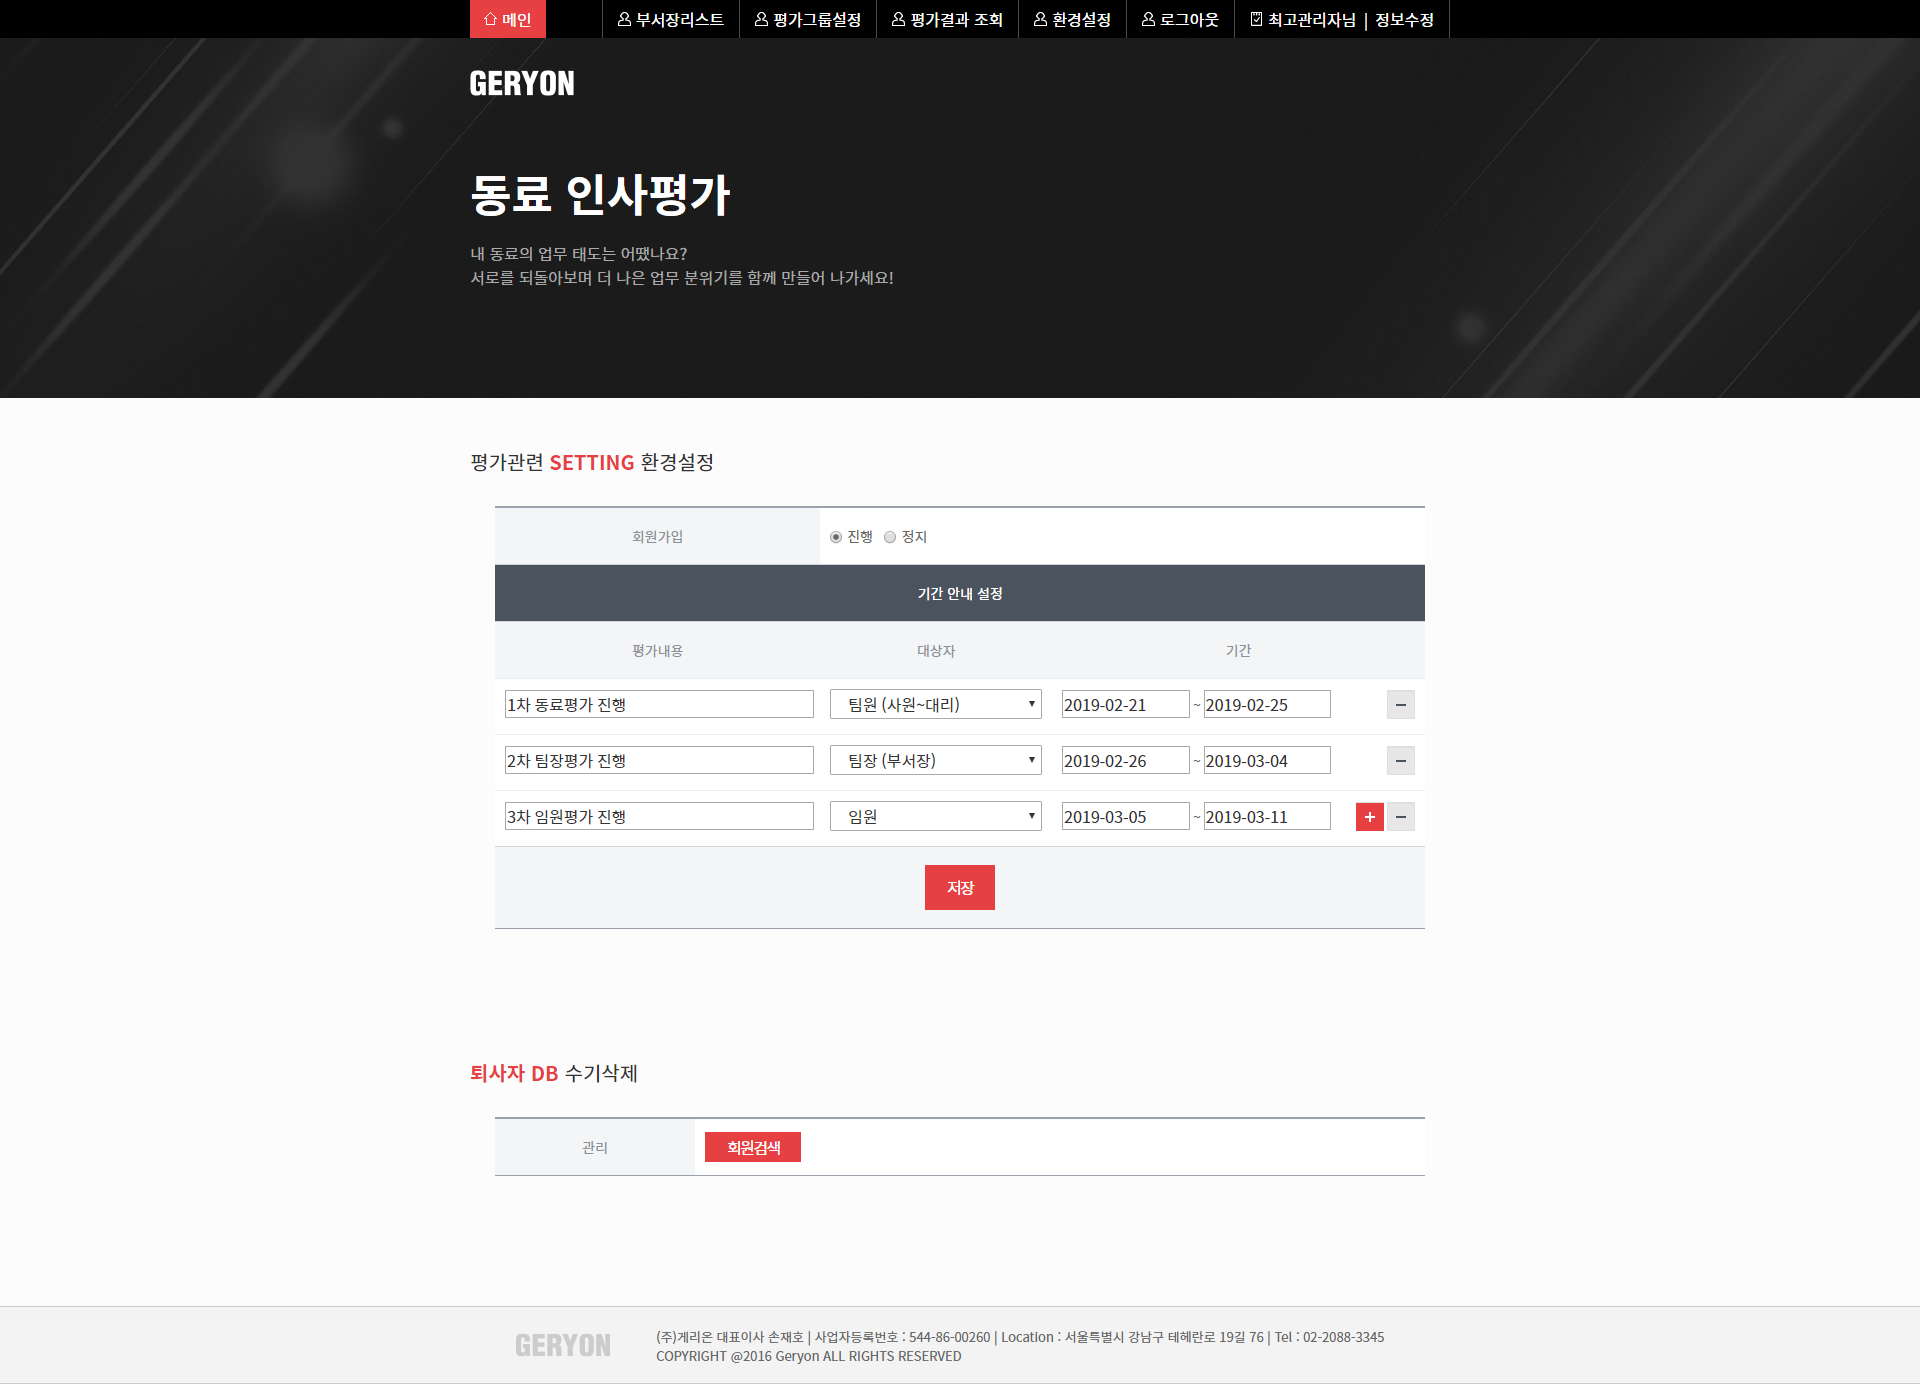 메인
부서장리스트
평가그룹설정
평가결과 조회
환경설정
로그아웃
최고관리자님 | 정보수정
GERYON
동료 인사평가
내 동료의 업무 태도는 어땠나요?
서로를 되돌아보며 더 나은 업무 분위기를 함께 만들어 나가세요!
평가관련 SETTING 환경설정
회원가입 진행 정지
기간 안내 설정
평가내용 대상자 기간
1차 동료평가 진행 팀원 (사원~대리) 2019-02-21 ~ 2019-02-25
2차 팀장평가 진행 팀장 (부서장) 2019-02-26 ~ 2019-03-04
3차 임원평가 진행 임원 2019-03-05 ~ 2019-03-11
저장
퇴사자 DB 수기삭제
관리 회원검색
GERYON
(주)게리온 대표이사 손재호 | 사업자등록번호 : 544-86-00260 | Location : 서울특별시 강남구 테헤란로 19길 76 | Tel : 02-2088-3345
COPYRIGHT @2016 Geryon ALL RIGHTS RESERVED